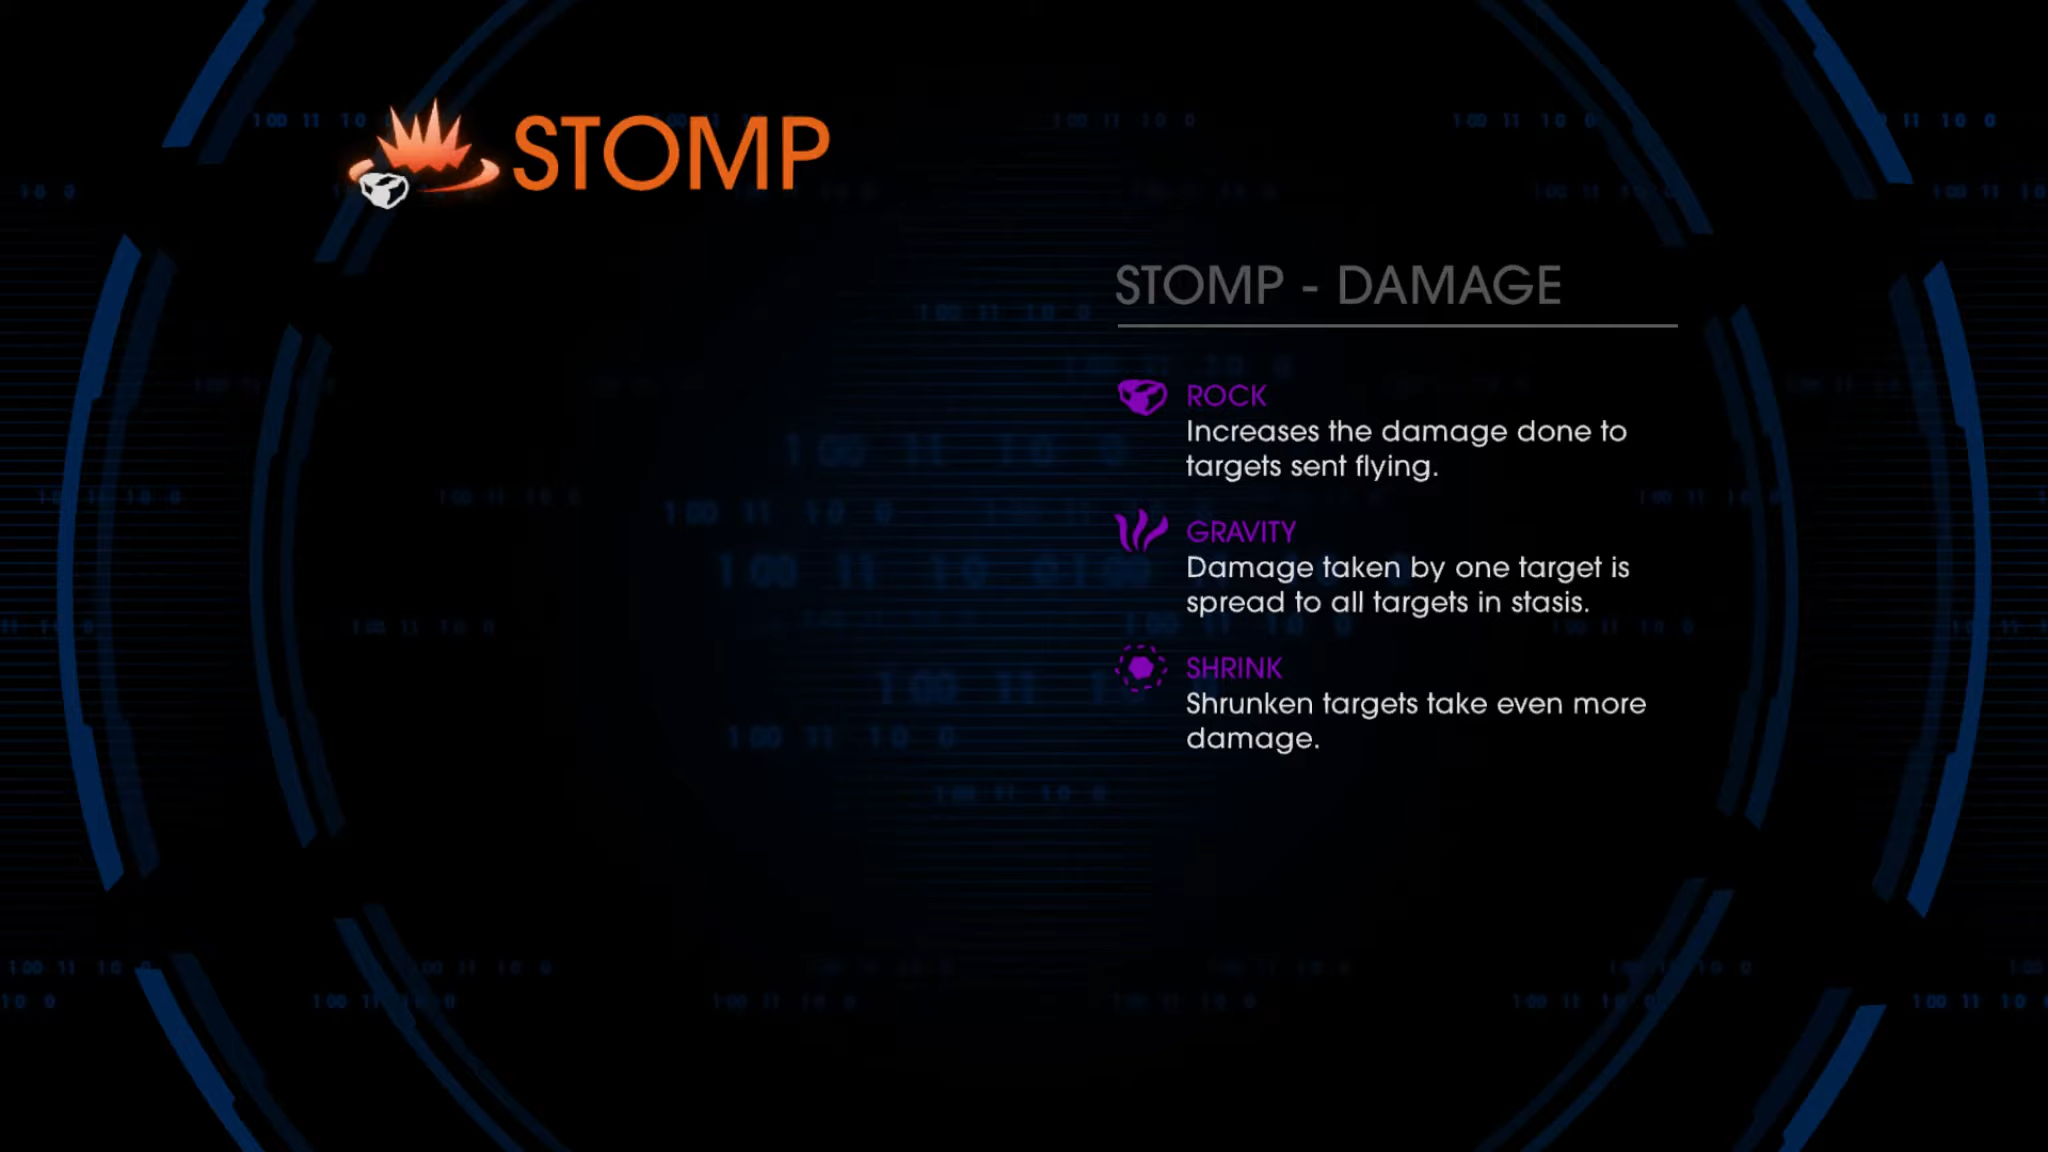 STOMP
STOMP - DAMAGE
ROCK
Increases the damage done to
targets sent flying.
GRAVITY
Damage taken by one target is
spread to all targets in stasis.
SHRINK
Shrunken targets take even more
damage.